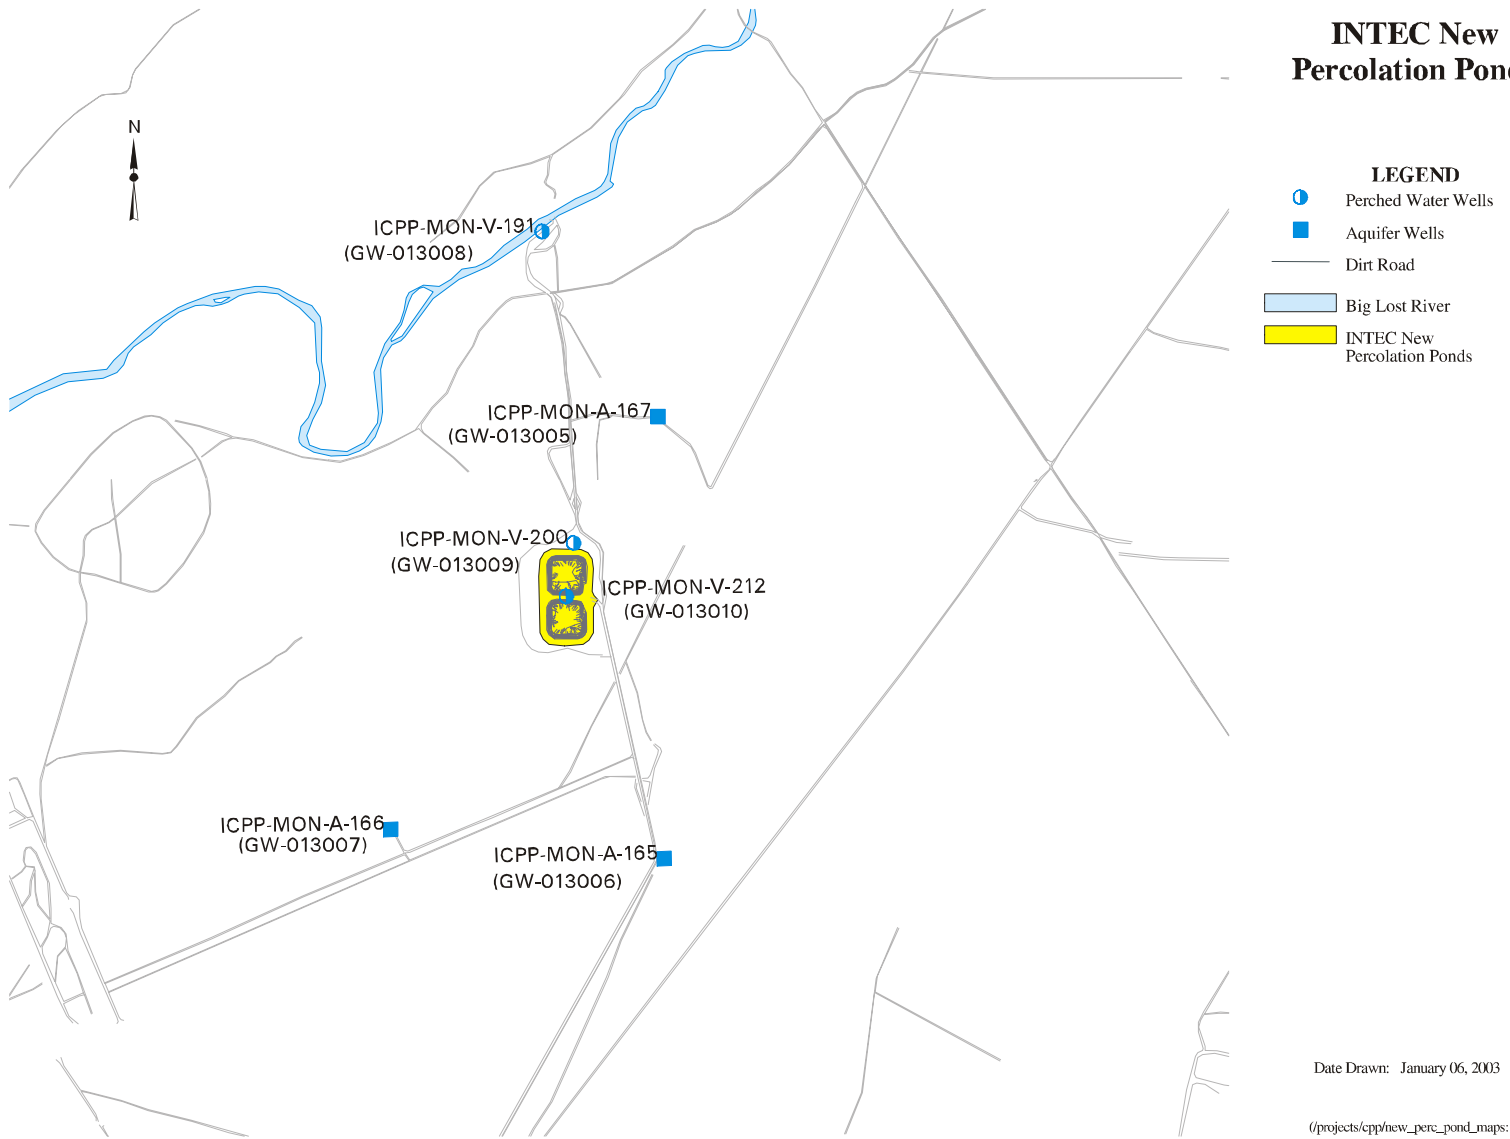 INTEC New
Percolation Pon
N
LEGEND
Perched Water Wells
Aquifer Wells
Dirt Road
Big Lost River
INTEC New
Percolation Ponds
ICPP-MON-V-191
(GW-013008)
ICPP-MON-A-167
(GW-013005)
ICPP-MON-V-200
(GW-013009)
ICPP-MON-V-212
(GW-013010)
ICPP-MON-A-166
(GW-013007)
ICPP-MON-A-165
(GW-013006)
Date Drawn: January 06, 2003
(/projects/cpp/new_perc_pond_maps: